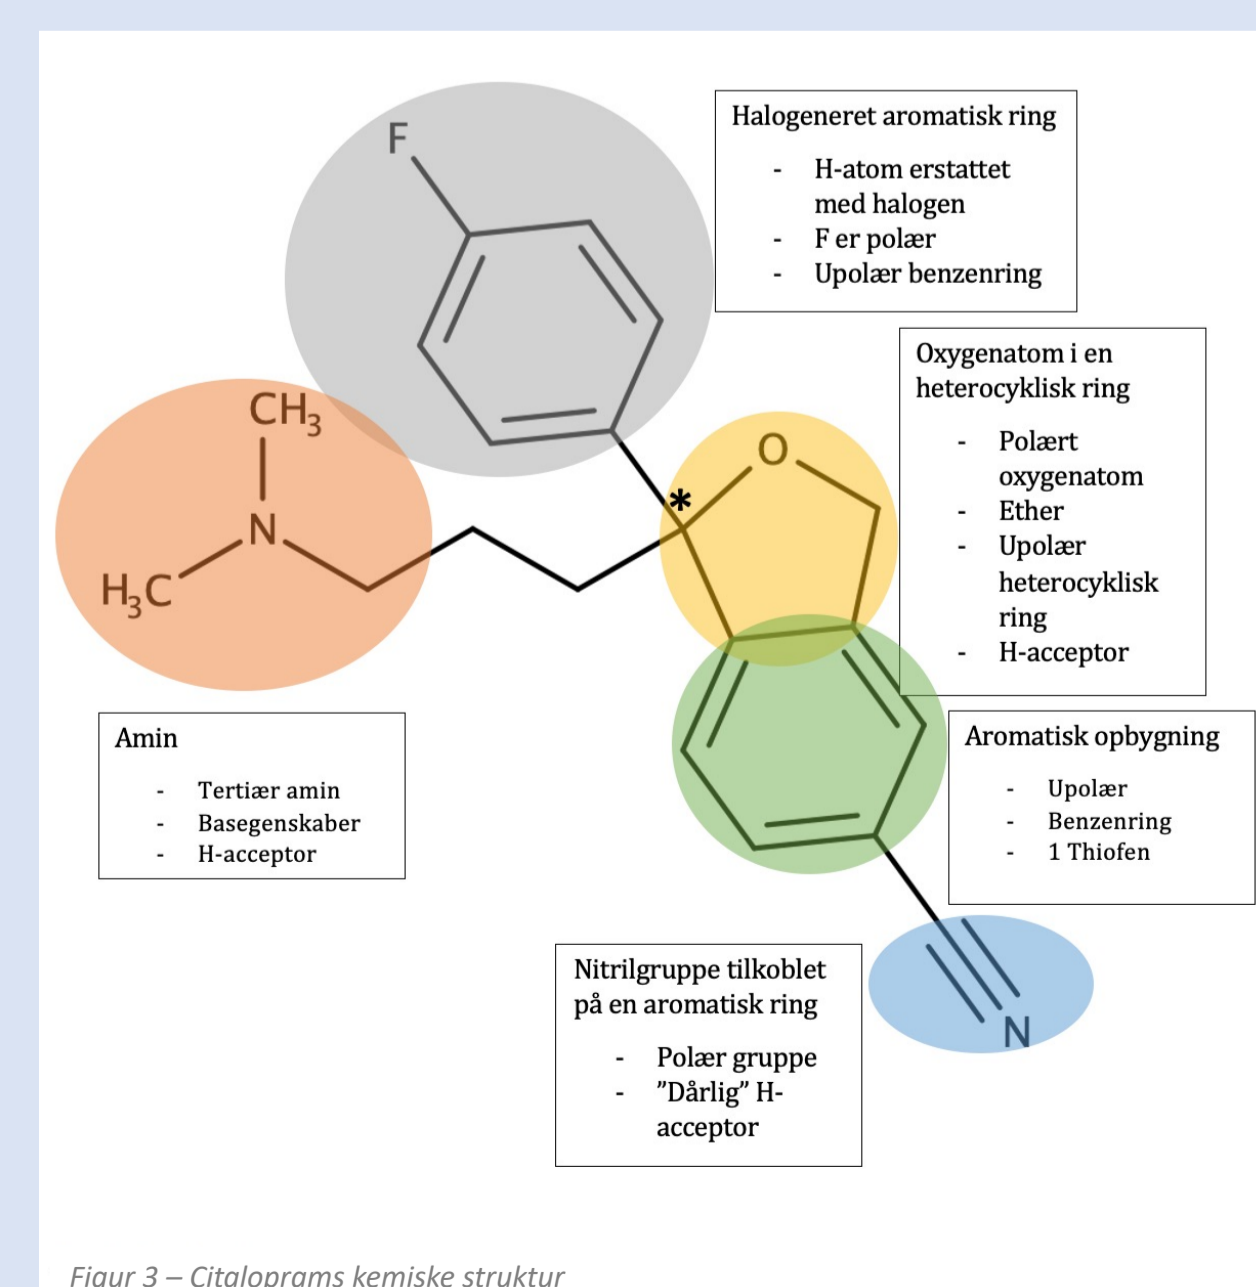 F
Halogeneret aromatisk ring
- H-atom erstattet
med halogen
- F er polær
- Upolær benzenring
Oxygenatom i en
heterocyklisk ring
- Polært
oxygenatom
- Ether
- Upolær
heterocyklisk
ring
- H-acceptor
CH3
N
H3C
*
O
Amin
- Tertiær amin
- Basegenskaber
- H-acceptor
Aromatisk opbygning
- Upolær
- Benzenring
- 1 Thiofen
Nitrilgruppe tilkoblet
på en aromatisk ring
- Polær gruppe
- ”Dårlig” H-
acceptor
N
Figur 3 – Citaloprams kemiske struktur